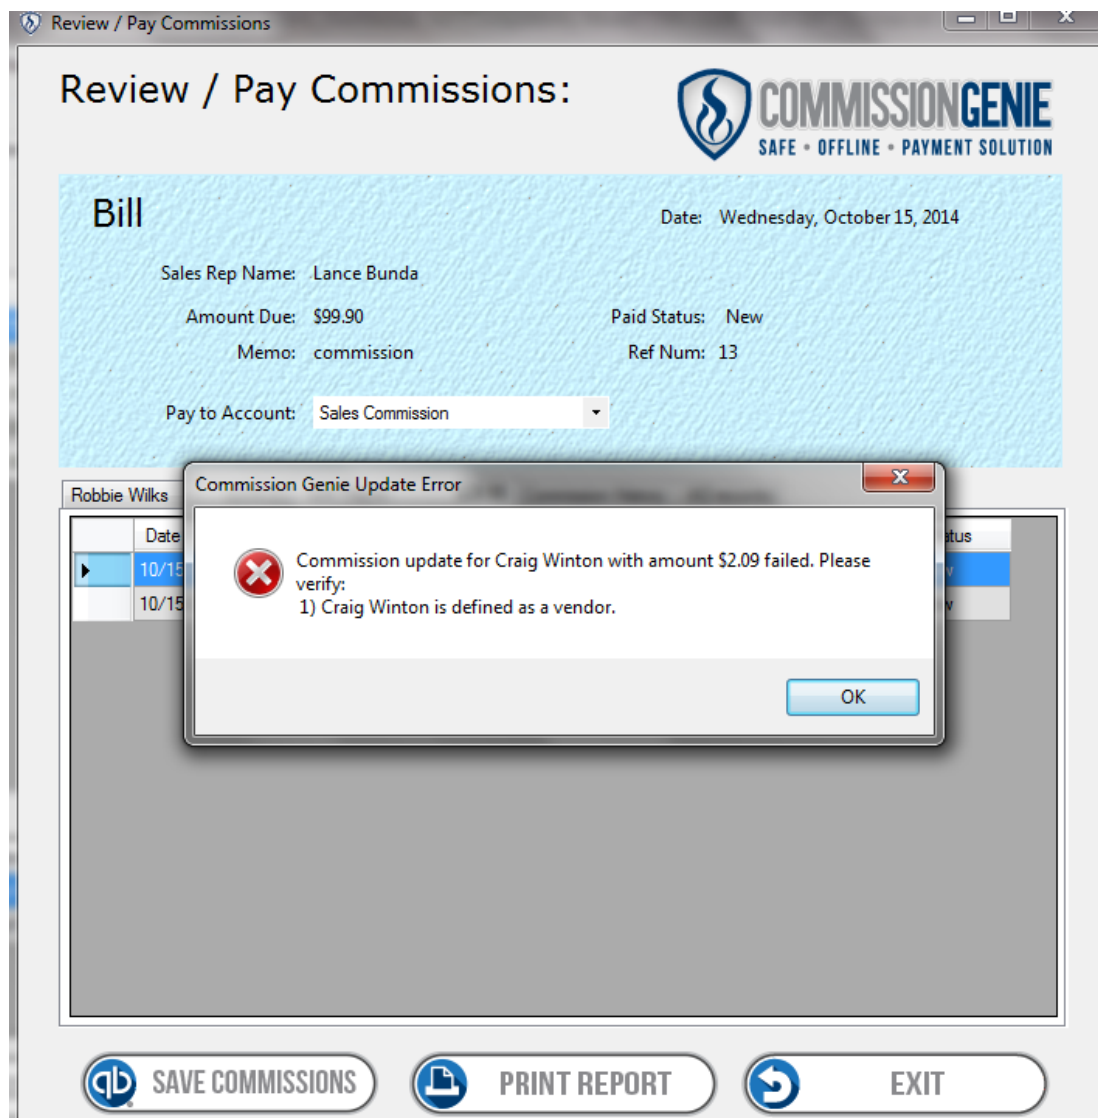 Review / Pay Commissions
Review / Pay Commissions:
COMMISSIONGENIE
SAFE • OFFLINE • PAYMENT SOLUTION
Bill
Date: Wednesday, October 15, 2014
Sales Rep Name: Lance Bunda
Amount Due: $99.90 Paid Status: New
Memo: commission Ref Num: 13
Pay to Account: Sales Commission
Robbie Wilks
Commission Genie Update Error
Date
10/15
10/15
Commission update for Craig Winton with amount $2.09 failed. Please
verify:
1) Craig Winton is defined as a vendor.
OK
qb SAVE COMMISSIONS PRINT REPORT EXIT